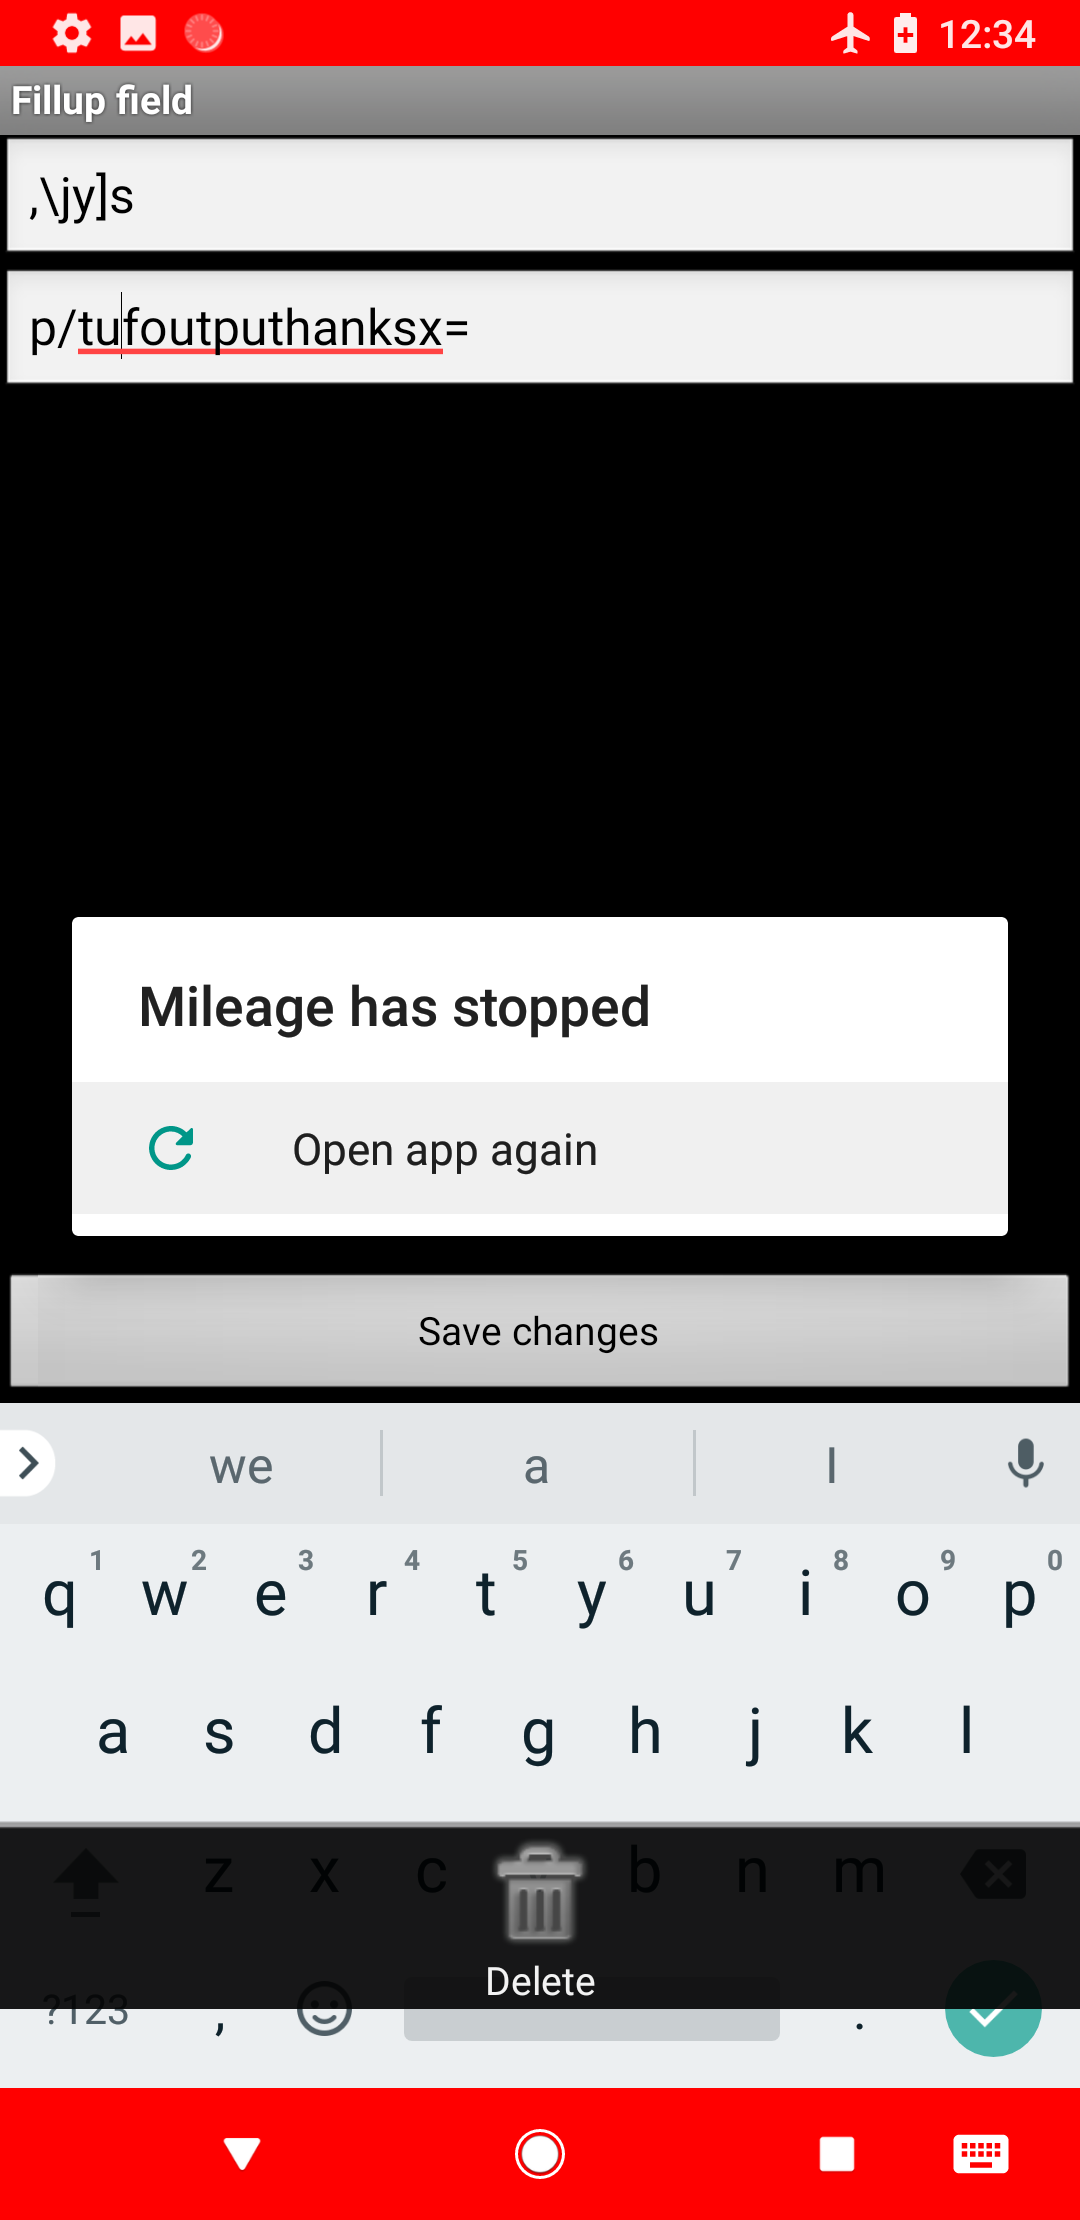 12:34
Fillup field
,\jy]s
p/tufoutputhanksx=
Mileage has stopped
Open app again
Save changes
we a I
1 2 3 4 5 6 7 8 9 0
q w e r t y u i o p
a s d f g h j k l
z x c b n m
Delete
?123 , .